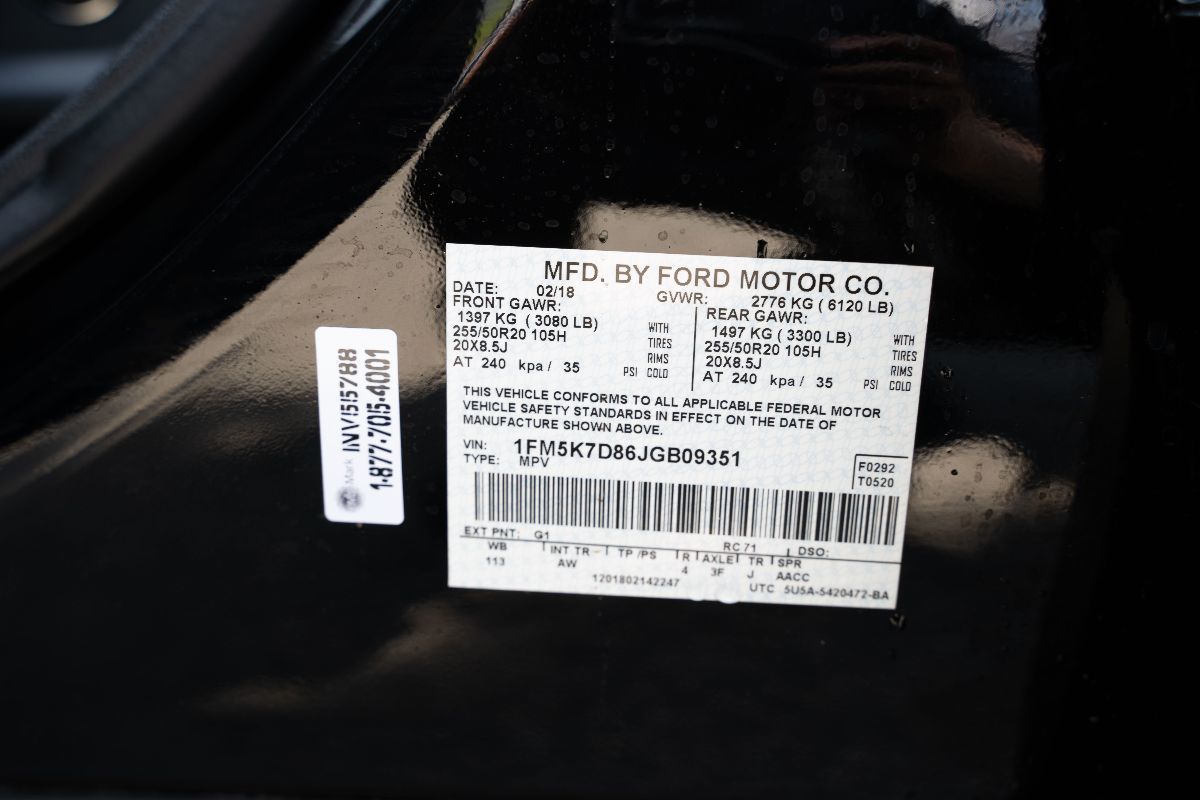 MFD. BY FORD MOTOR CO.
DATE: 02/18 GVWR: 2776 KG ( 6120 LB)
FRONT GAWR: REAR GAWR:
1397 KG ( 3080 LB) WITH 1497 KG ( 3300 LB) WITH
255/50R20 105H TIRES 255/50R20 105H TIRES
20X8.5J RIMS 20X8.5J RIMS
AT 240 kpa / 35 PSI COLD AT 240 kpa / 35 PSI COLD
THIS VEHICLE CONFORMS TO ALL APPLICABLE FEDERAL MOTOR
VEHICLE SAFETY STANDARDS IN EFFECT ON THE DATE OF
MANUFACTURE SHOWN ABOVE.
VIN: 1FM5K7D86JGB09351
TYPE: MPV
F0292
T0520
EXT PNT: G1 RC 71 DSO:
WB INT TR TP /PS R AXLE TR SPR
113 AW 4 3F J AACC
1201802142247 UTC 5U5A-5420472-BA
Mark INV515788
1-877-705-4001